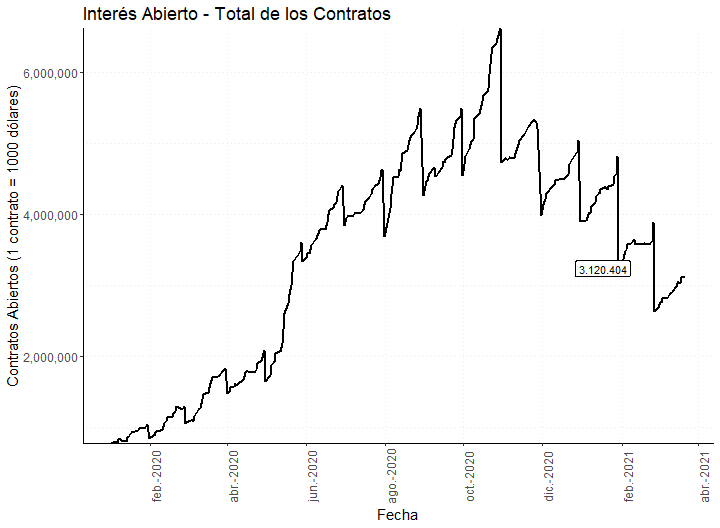 Interés Abierto - Total de los Contratos
Contratos Abiertos (1 contrato = 1000 dólares)
6,000,000
4,000,000
2,000,000
3.120.404
feb.-2020
abr.-2020
jun.-2020
ago.-2020
oct.-2020
dic.-2020
feb.-2021
abr.-2021
Fecha